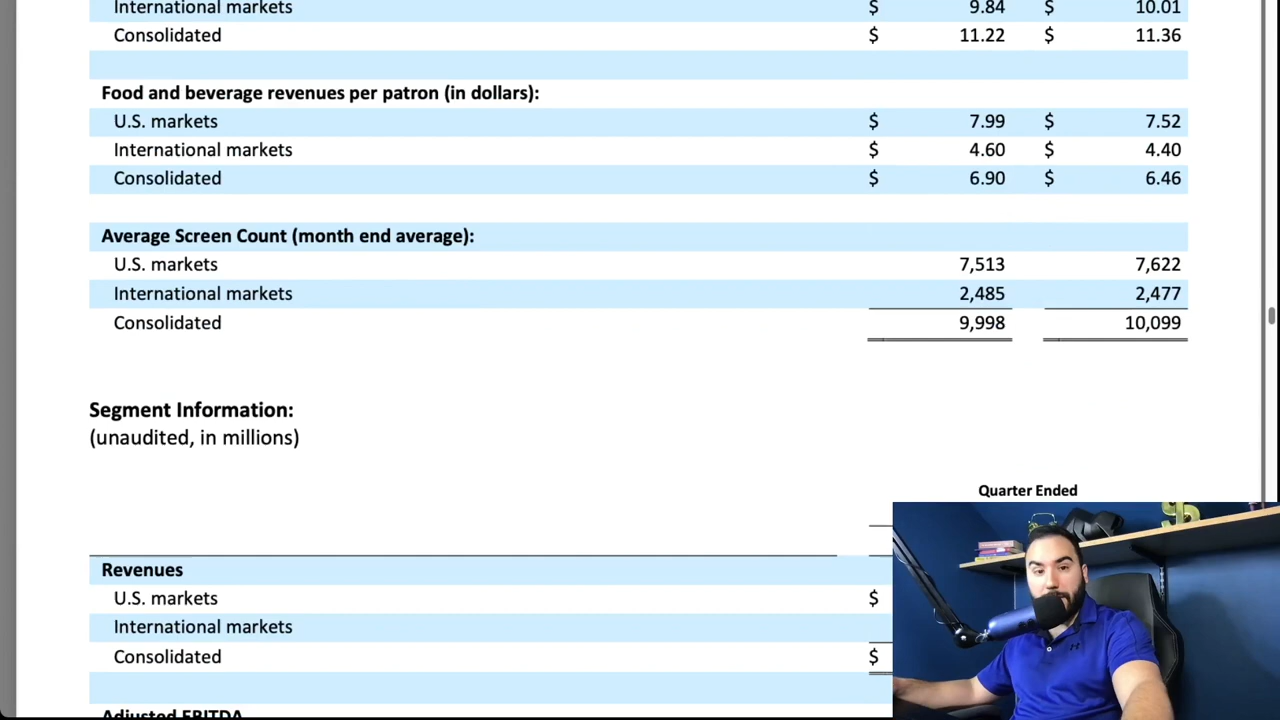 International markets $ 9.84 $ 10.01
Consolidated $ 11.22 $ 11.36
Food and beverage revenues per patron (in dollars):
U.S. markets $ 7.99 $ 7.52
International markets $ 4.60 $ 4.40
Consolidated $ 6.90 $ 6.46
Average Screen Count (month end average):
U.S. markets 7,513 7,622
International markets 2,485 2,477
Consolidated 9,998 10,099
Segment Information:
(unaudited, in millions)
Quarter Ended
Revenues
U.S. markets $
International markets
Consolidated $
Adjusted EBITDA